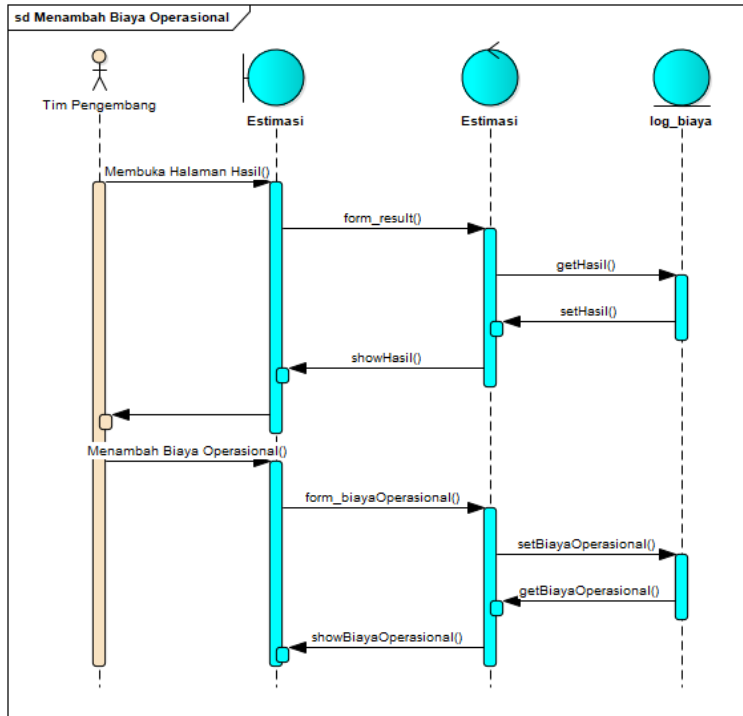 sd Menambah Biaya Operasional
Tim Pengembang
Estimasi
Estimasi
log_biaya
Membuka Halaman Hasil()
form_result()
getHasil()
setHasil()
showHasil()
Menambah Biaya Operasional()
form_biayaOperasional()
setBiayaOperasional()
getBiayaOperasional()
showBiayaOperasional()